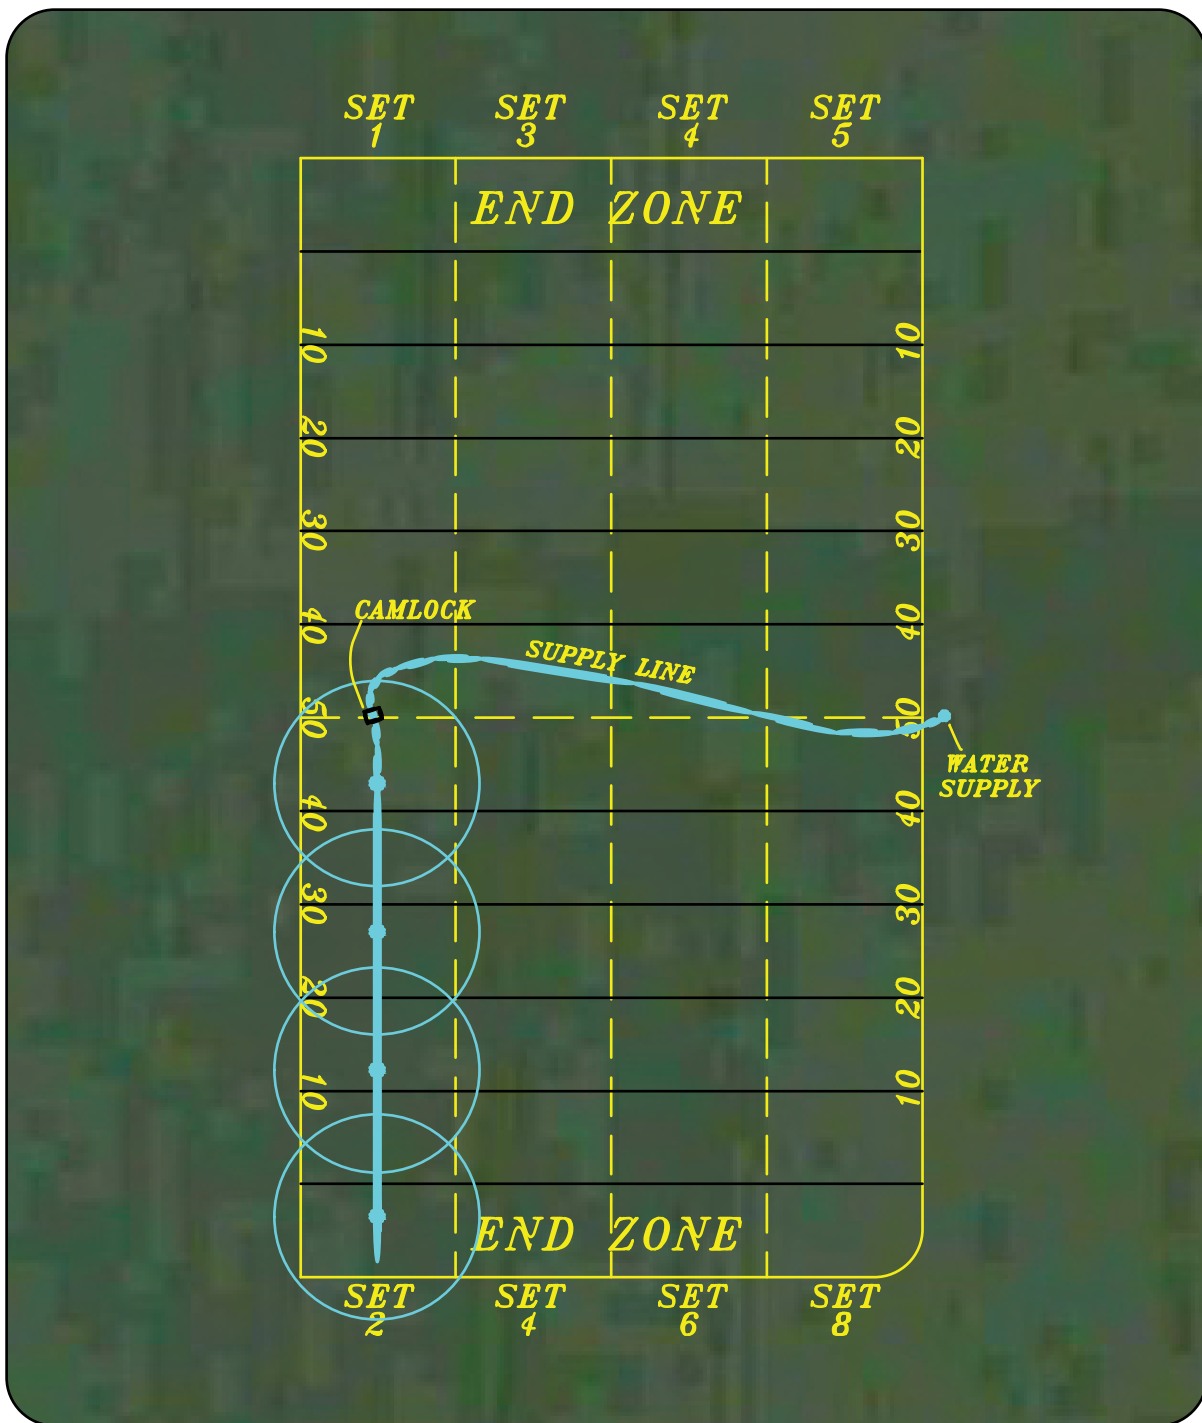 SET SET SET SET
1 3 4 5
END ZONE
10 10
20 20
30 30
40 40
CAMLOCK
SUPPLY LINE
50 50
WATER
SUPPLY
40 40
30 30
20 20
10 10
END ZONE
SET SET SET SET
2 4 6 8